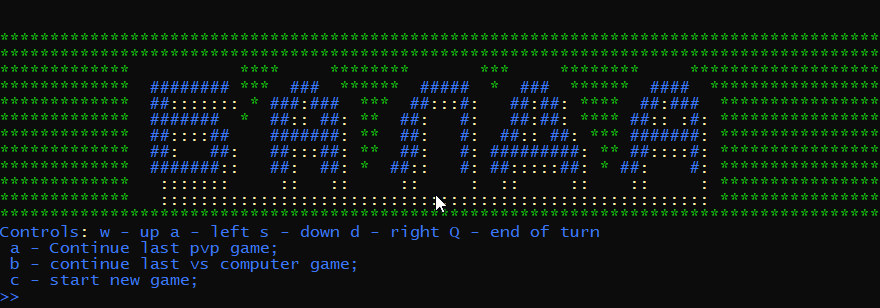 БАЛДА
Controls: w - up a - left s - down d - right Q - end of turn
a - Continue last pvp game;
b - continue last vs computer game;
c - start new game;
>>